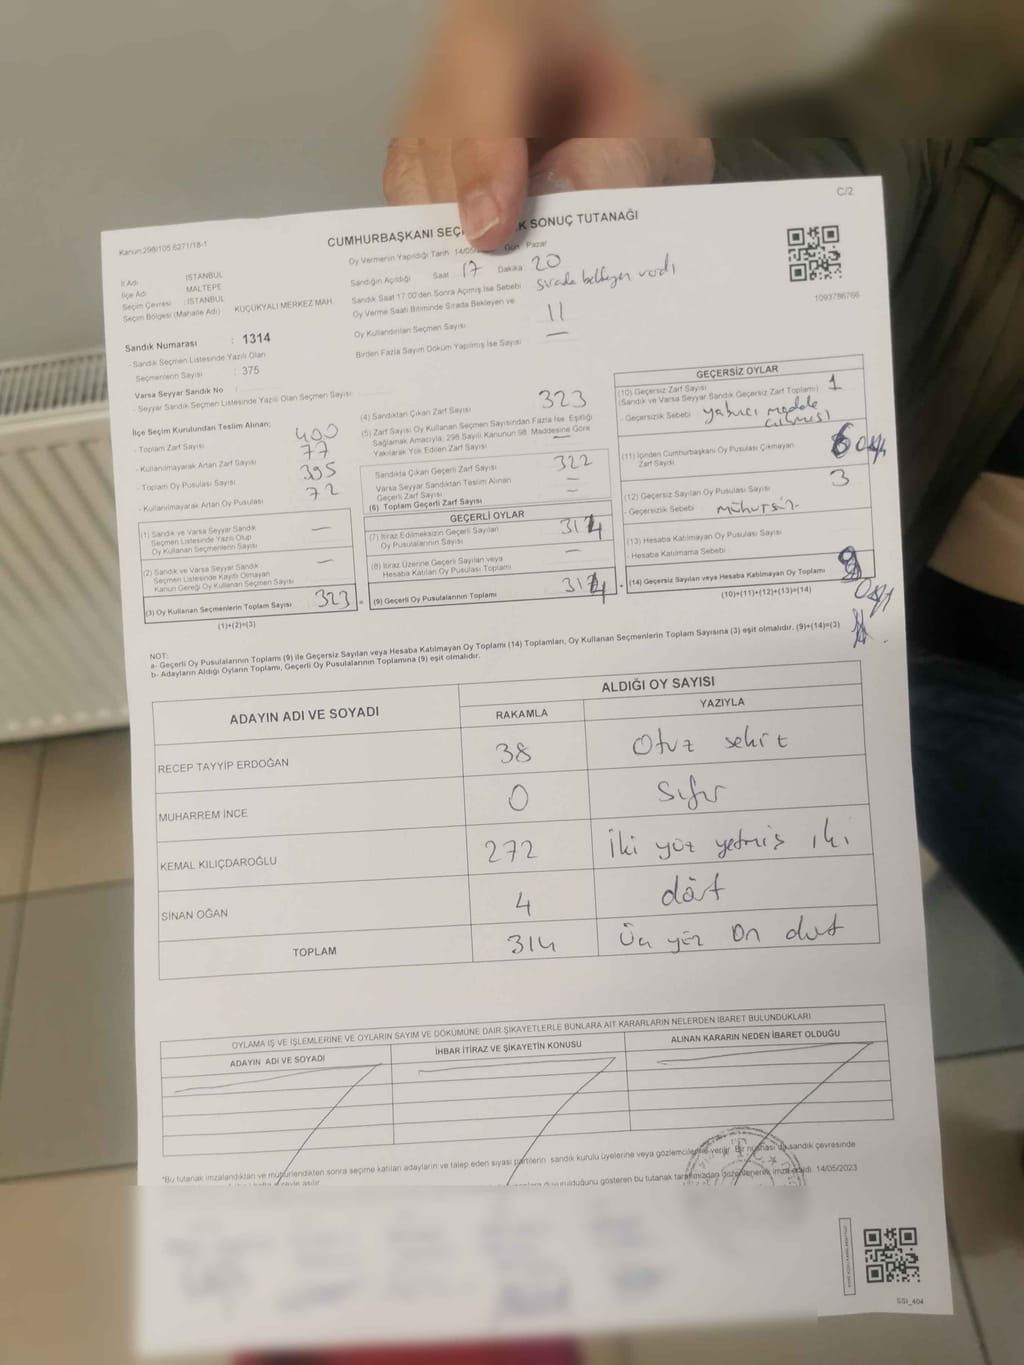 C/2
Kanun:298/105.6271/18-1
CUMHURBAŞKANI SEÇİ K SONUÇ TUTANAĞI
Oy Vermenin Yapıldığı Tarih 14/05 Gün Pazar
İl Adı İSTANBUL
İlçe Adı MALTEPE
Seçim Çevresi : İSTANBUL
Seçim Bölgesi (Mahalle Adı) KÜÇÜKYALI MERKEZ MAH.
Sandık Numarası : 1314
- Sandık Seçmen Listesinde Yazılı Olan
Seçmenlerin Sayısı : 375
Varsa Seyyar Sandık No :
- Seyyar Sandık Seçmen Listesinde Yazılı Olan Seçmen Sayısı :
Sandığın Açıldığı Saat : 17 Dakika : 20
Sandık Saat 17:00'den Sonra Açılmış İse Sebebi sırada bekleyen vardı
Oy Verme Saati Bitiminde Sırada Bekleyen ve
Oy Kullandırılan Seçmen Sayısı 11
Birden Fazla Sayım Döküm Yapılmış İse Sayısı —
1093786766
İlçe Seçim Kurulundan Teslim Alınan;
- Toplam Zarf Sayısı 400
- Kullanılmayarak Artan Zarf Sayısı 77
- Toplam Oy Pusulası 395
- Kullanılmayarak Artan Oy Pusulası 72
(1) Sandık ve Varsa Seyyar Sandık
Seçmen Listesinde Yazılı Olup
Oy Kullanan Seçmenlerin Sayısı —
(2) Sandık ve Varsa Seyyar Sandık
Seçmen Listesinde Kayıtlı Olmayan
Kanun Gereği Oy Kullanan Seçmen Sayısı —
(3) Oy Kullanan Seçmenlerin Toplam Sayısı 323 =
(1)+(2)=(3)
(4) Sandıktan Çıkan Zarf Sayısı 323
(5) Zarf Sayısı Oy Kullanan Seçmen Sayısından Fazla İse Eşitliği
Sağlamak Amacıyla, 298 Sayılı Kanunun 98. Maddesine Göre
Yakılarak Yok Edilen Zarf Sayısı —
Sandıkta Çıkan Geçerli Zarf Sayısı 322
Varsa Seyyar Sandıktan Teslim Alınan
Geçerli Zarf Sayısı —
(6) Toplam Geçerli Zarf Sayısı —
GEÇERLİ OYLAR
(7) İtiraz Edilmeksizin Geçerli Sayılan
Oy Pusulalarının Sayısı 314
(8) İtiraz Üzerine Geçerli Sayılan veya
Hesaba Katılan Oy Pusulası Toplamı —
(9) Geçerli Oy Pusulalarının Toplamı 314 +
GEÇERSİZ OYLAR
(10) Geçersiz Zarf Sayısı
(Sandık ve Varsa Seyyar Sandık Geçersiz Zarf Toplamı) 1
- Geçersizlik Sebebi yabancı madde
(11) İçinden Cumhurbaşkanı Oy Pusulası Çıkmayan
Zarf Sayısı
(12) Geçersiz Sayılan Oy Pusulası Sayısı 3
- Geçersizlik Sebebi
(13) Hesaba Katılmayan Oy Pusulası Sayısı
- Hesaba Katılmama Sebebi
(14) Geçersiz Sayılan veya Hesaba Katılmayan Oy Toplamı 9
(10)+(11)+(12)+(13)=(14)
NOT:
a- Geçerli Oy Pusulalarının Toplamı (9) ile Geçersiz Sayılan veya Hesaba Katılmayan Oy Toplamı (14) Toplamları, Oy Kullanan Seçmenlerin Toplam Sayısına (3) eşit olmalıdır. (9)+(14)=(3)
b- Adayların Aldığı Oyların Toplamı, Geçerli Oy Pusulalarının Toplamına (9) eşit olmalıdır.
ADAYIN ADI VE SOYADI ALDIĞI OY SAYISI
RAKAMLA YAZIYLA
RECEP TAYYİP ERDOĞAN 38 Otuz sekiz
MUHARREM İNCE 0 Sıfır
KEMAL KILIÇDAROĞLU 272 İki yüz yetmiş iki
SİNAN OĞAN 4 dört
TOPLAM 314 Üç yüz on dört
OYLAMA İŞ VE İŞLEMLERİNE VE OYLARIN SAYIM VE DÖKÜMÜNE DAİR ŞİKAYETLERLE BUNLARA AİT KARARLARIN NELERDEN İBARET BULUNDUKLARI
ADAYIN ADI VE SOYADI İHBAR İTİRAZ VE ŞİKAYETİN KONUSU ALINAN KARARIN NEDEN İBARET OLDUĞU
*Bu tutanak imzalandıktan ve mühürlendikten sonra seçime katılan adayların ve talep eden siyasi partilerin sandık kurulu üyelerine veya gözlemcilerine verilir. Bir nüshası da sandık çevresinde
duyurulduğunu gösteren bu tutanak tarafımızdan düzenlenerek imza edildi. 14/05/2023
SSI_404